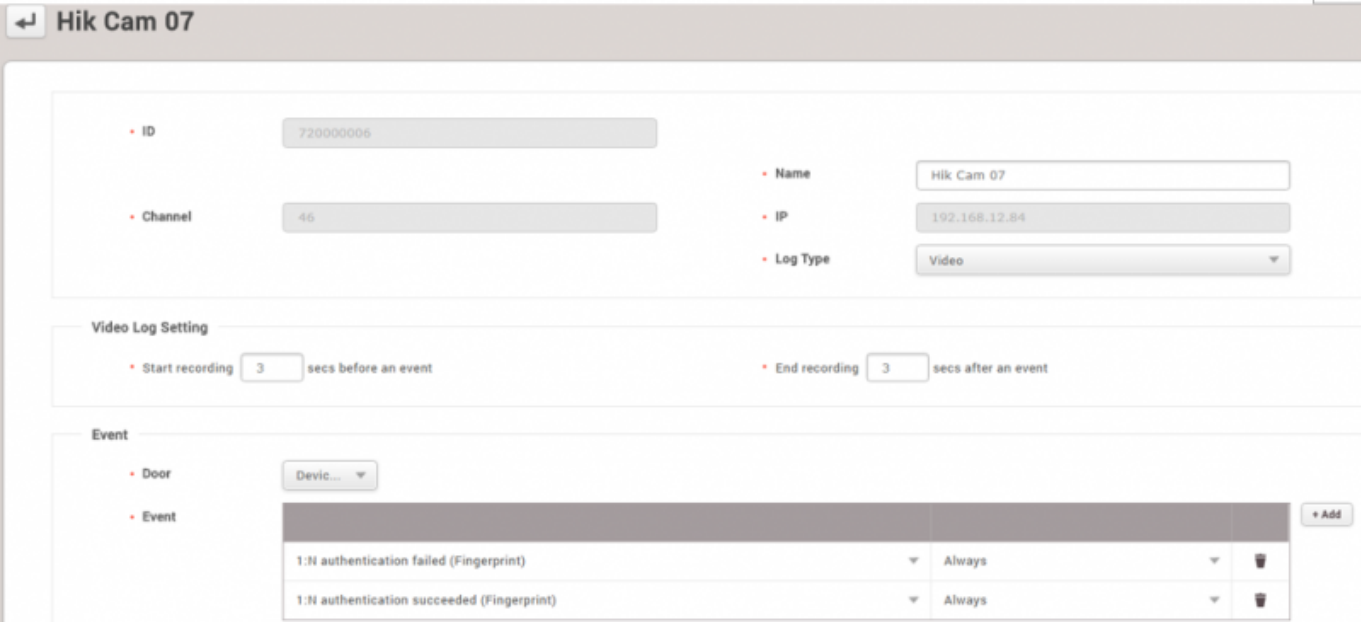 Hik Cam 07
ID 720000006
Name Hik Cam 07
Channel 46 IP 192.168.12.84
Log Type Video
Video Log Setting
Start recording 3 secs before an event End recording 3 secs after an event
Event
Door Devic...
Event + Add
1:N authentication failed (Fingerprint) Always
1:N authentication succeeded (Fingerprint) Always